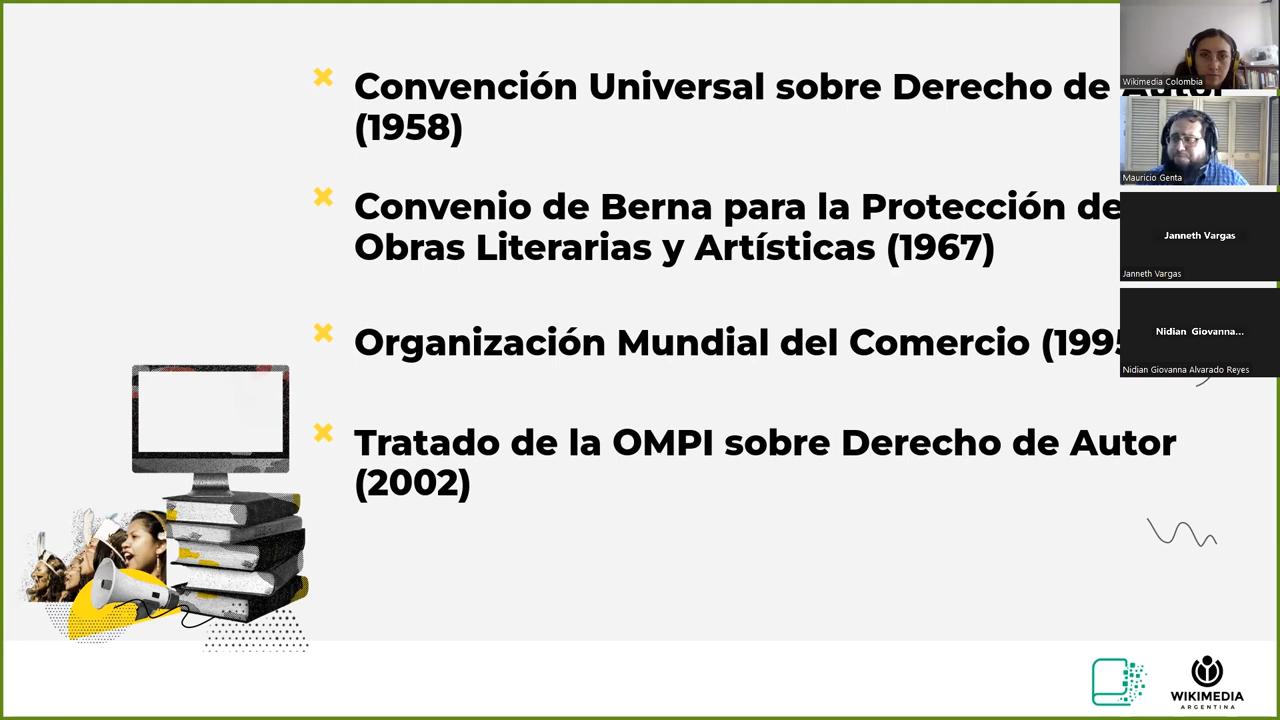 Convención Universal sobre Derecho de Autor
(1958)
Convenio de Berna para la Protección de
Obras Literarias y Artísticas (1967)
Organización Mundial del Comercio (1995
Tratado de la OMPI sobre Derecho de Autor
(2002)
Wikimedia Colombia
Mauricio Genta
Janneth Vargas
Janneth Vargas
Nidian Giovanna...
Nidian Giovanna Alvarado Reyes
WIKIMEDIA
ARGENTINA